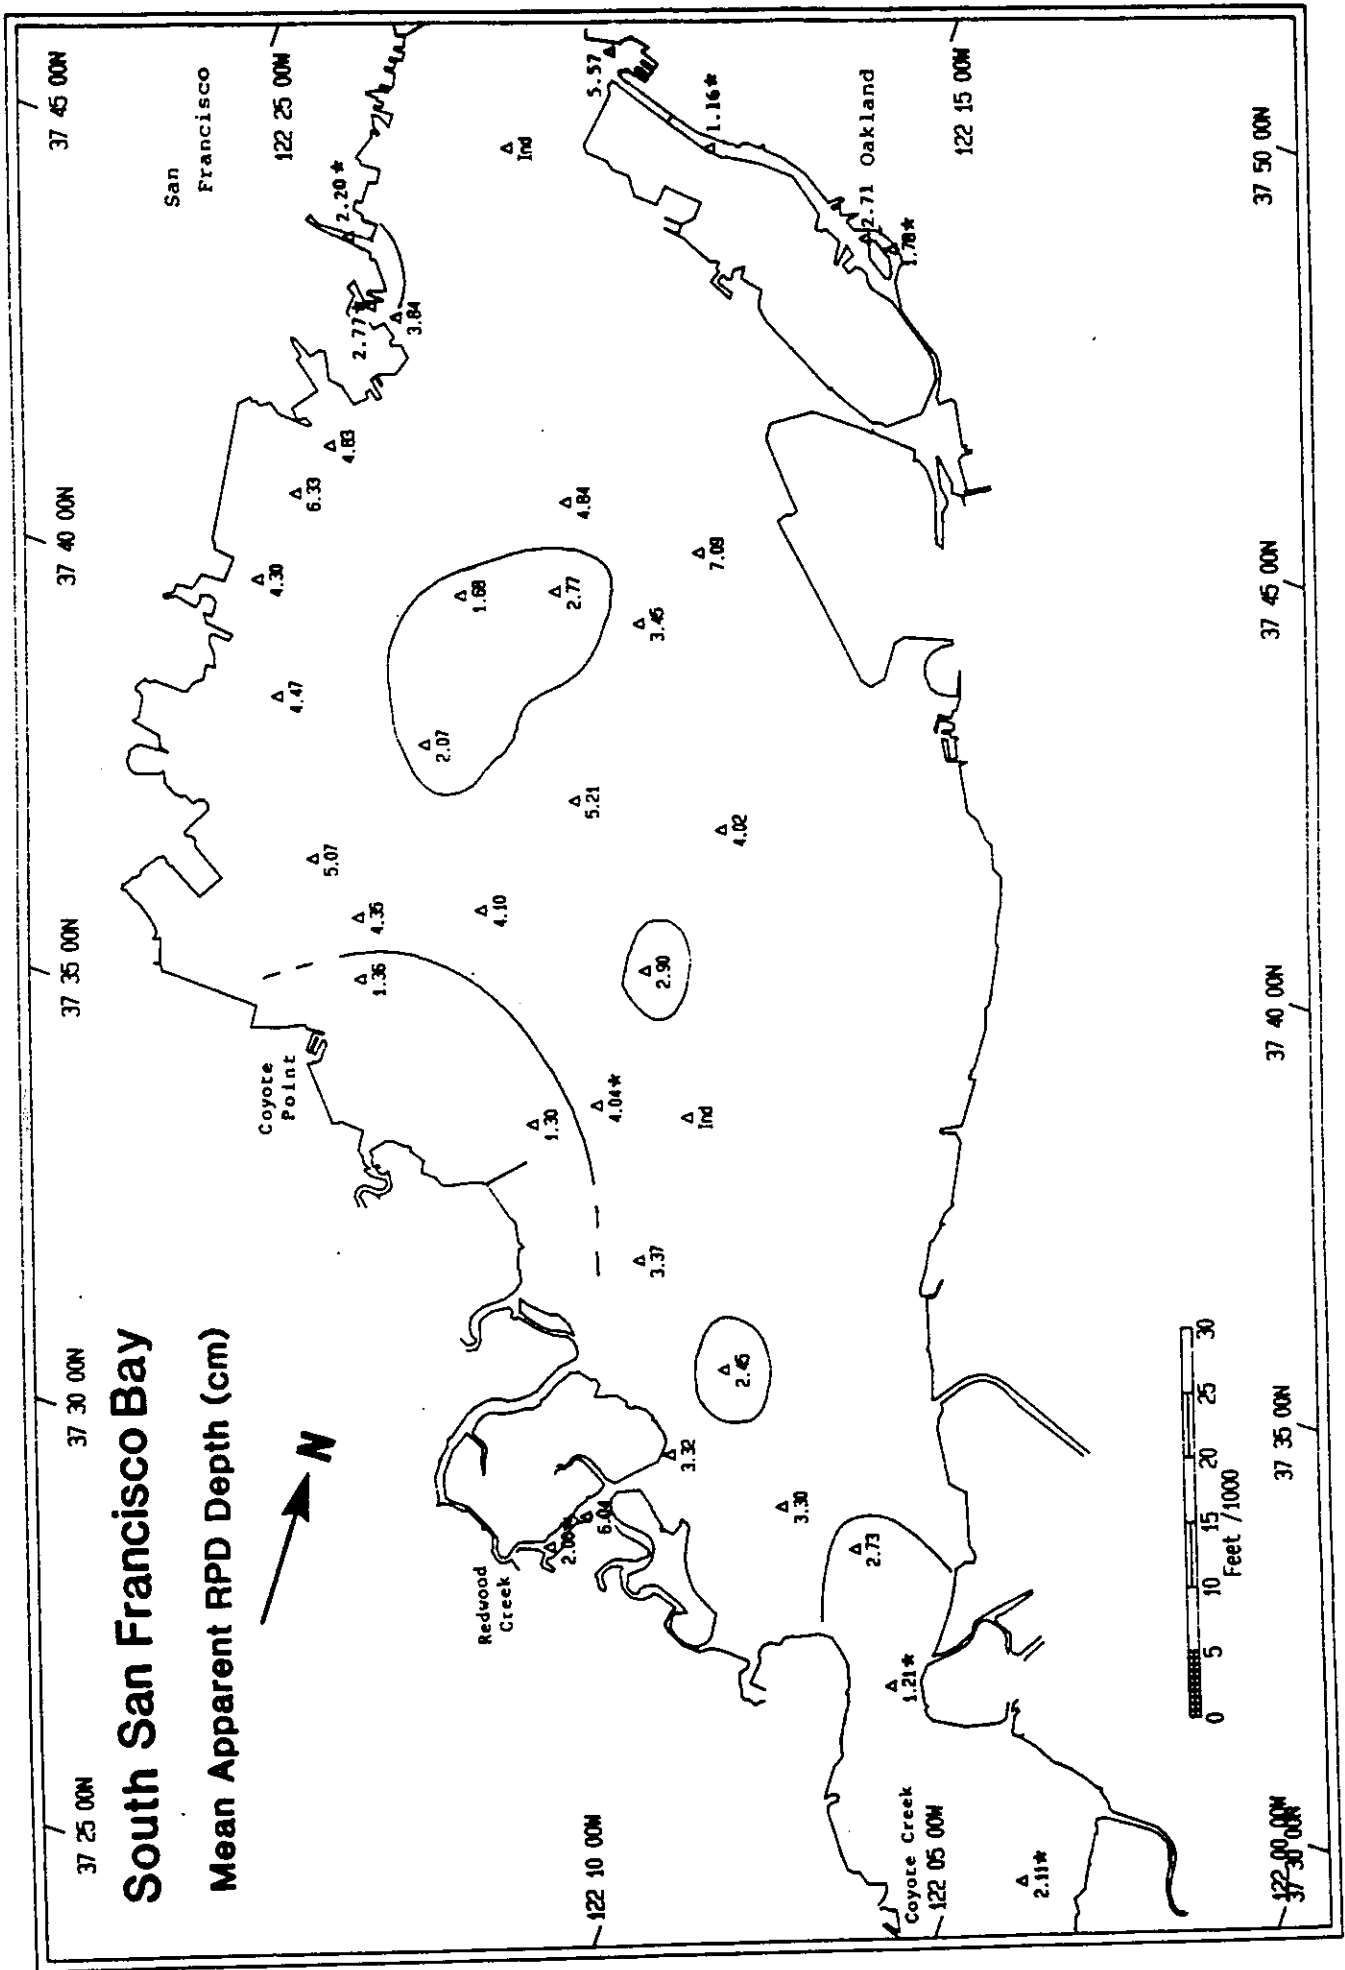 South San Francisco Bay
Mean Apparent RPD Depth (cm)
N
37 25 00N
37 30 00N
37 35 00N
37 40 00N
37 45 00N
San
Francisco
122 25 00W
2.20*
2.77*
3.84
4.83
6.33
4.30
4.47
5.07
4.35
1.36
Coyote
Point
Ind
5.57
1.16*
2.71
Oakland
1.78*
122 15 00W
4.84
7.09
1.68
2.77
3.45
2.07
5.21
4.02
4.10
2.90
1.30
4.04*
Ind
3.37
2.45
3.32
3.30
2.73
6.04
Redwood
Creek
1.21*
2.11*
Coyote Creek
122 10 00W
122 05 00W
122 00 00W
37 30 00N
37 35 00N
37 40 00N
37 45 00N
37 50 00N
0 5 10 15 20 25 30
Feet /1000